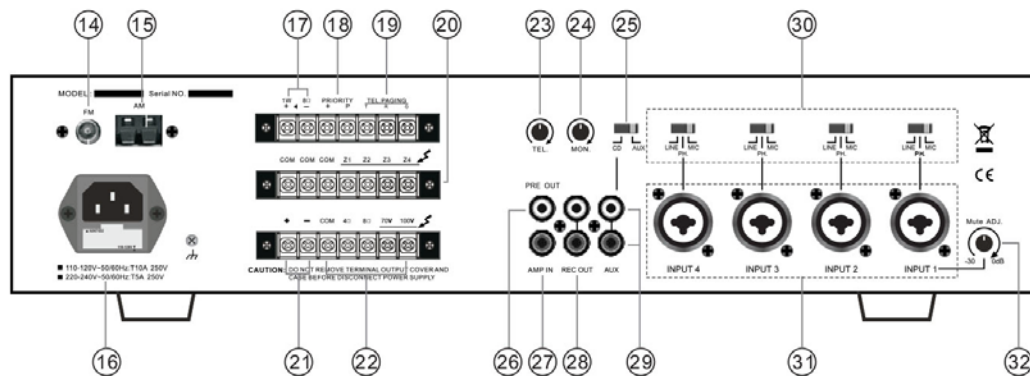 14 15 17 18 19 20 23 24 25 30
MODEL: Serial NO.
FM
AM
1W 8Ω PRIORITY TEL.PAGING
+ − + P T K G
COM COM COM Z1 Z2 Z3 Z4
+ − COM 4Ω 8Ω 70V 100V
CAUTION: DO NOT REMOVE TERMINAL OUTPUT COVER AND
CASE BEFORE DISCONNECT POWER SUPPLY
110-120V~50/60Hz:T10A 250V
220-240V~50/60Hz:T5A 250V
TEL.
MON.
CD AUX
LINE MIC
PH.
LINE MIC
PH.
LINE MIC
PH.
LINE MIC
PH.
CE
PRE OUT
AMP IN REC OUT AUX
INPUT 4 INPUT 3 INPUT 2 INPUT 1
Mute ADJ.
-30 0dB
16 21 22 26 27 28 29 31 32